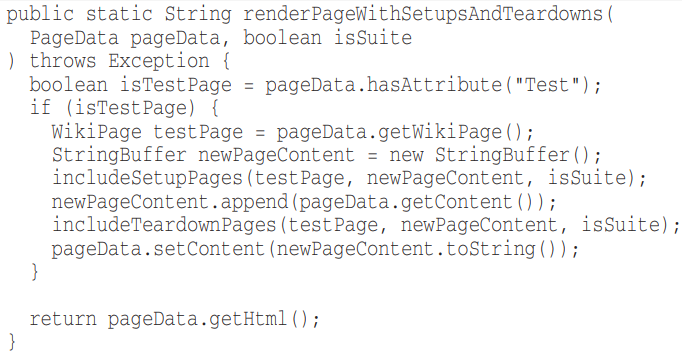 public static String renderPageWithSetupsAndTeardowns(
  PageData pageData, boolean isSuite
) throws Exception {
  boolean isTestPage = pageData.hasAttribute("Test");
  if (isTestPage) {
    WikiPage testPage = pageData.getWikiPage();
    StringBuffer newPageContent = new StringBuffer();
    includeSetupPages(testPage, newPageContent, isSuite);
    newPageContent.append(pageData.getContent());
    includeTeardownPages(testPage, newPageContent, isSuite);
    pageData.setContent(newPageContent.toString());
  }

  return pageData.getHtml();
}